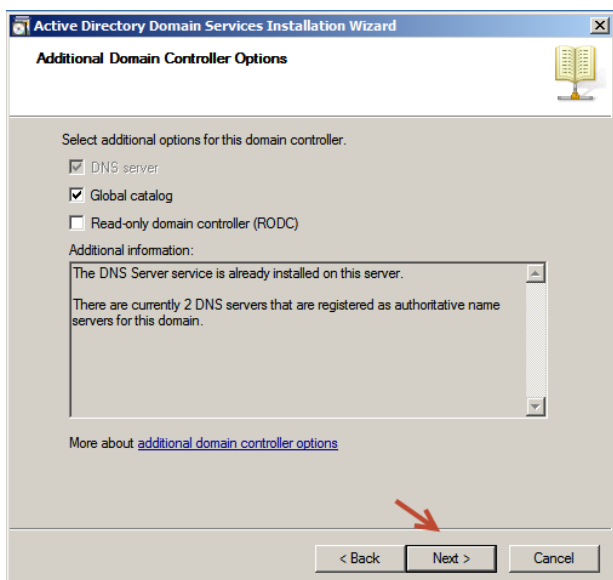 Active Directory Domain Services Installation Wizard
Additional Domain Controller Options
Select additional options for this domain controller.
DNS server
Global catalog
Read-only domain controller (RODC)
Additional information:
The DNS Server service is already installed on this server.
There are currently 2 DNS servers that are registered as authoritative name
servers for this domain.
More about additional domain controller options
< Back Next > Cancel